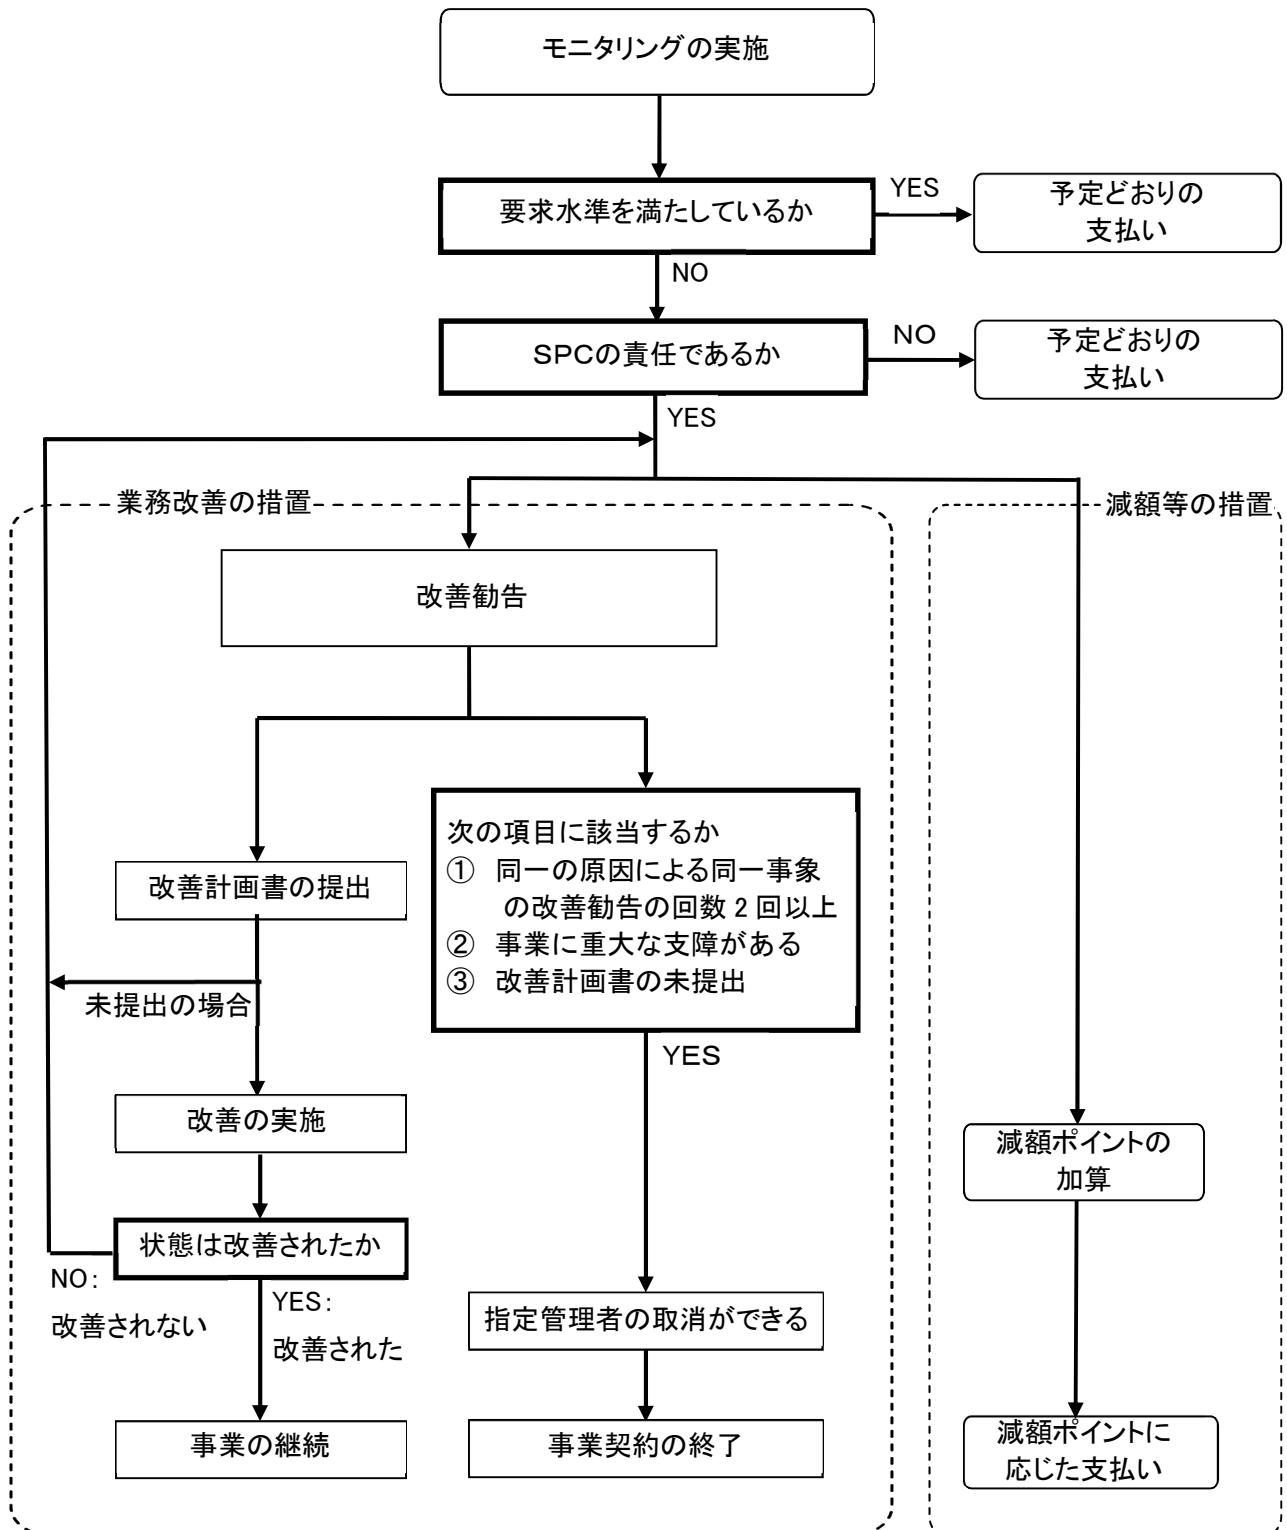 モニタリングの実施
要求水準を満たしているか
YES
予定どおりの
支払い
NO
SPCの責任であるか
NO
予定どおりの
支払い
YES
業務改善の措置
減額等の措置
改善勧告
次の項目に該当するか
① 同一の原因による同一事象
の改善勧告の回数２回以上
② 事業に重大な支障がある
③ 改善計画書の未提出
改善計画書の提出
未提出の場合
YES
改善の実施
減額ポイントの
加算
状態は改善されたか
NO：
改善されない
YES：
改善された
指定管理者の取消ができる
事業の継続
事業契約の終了
減額ポイントに
応じた支払い